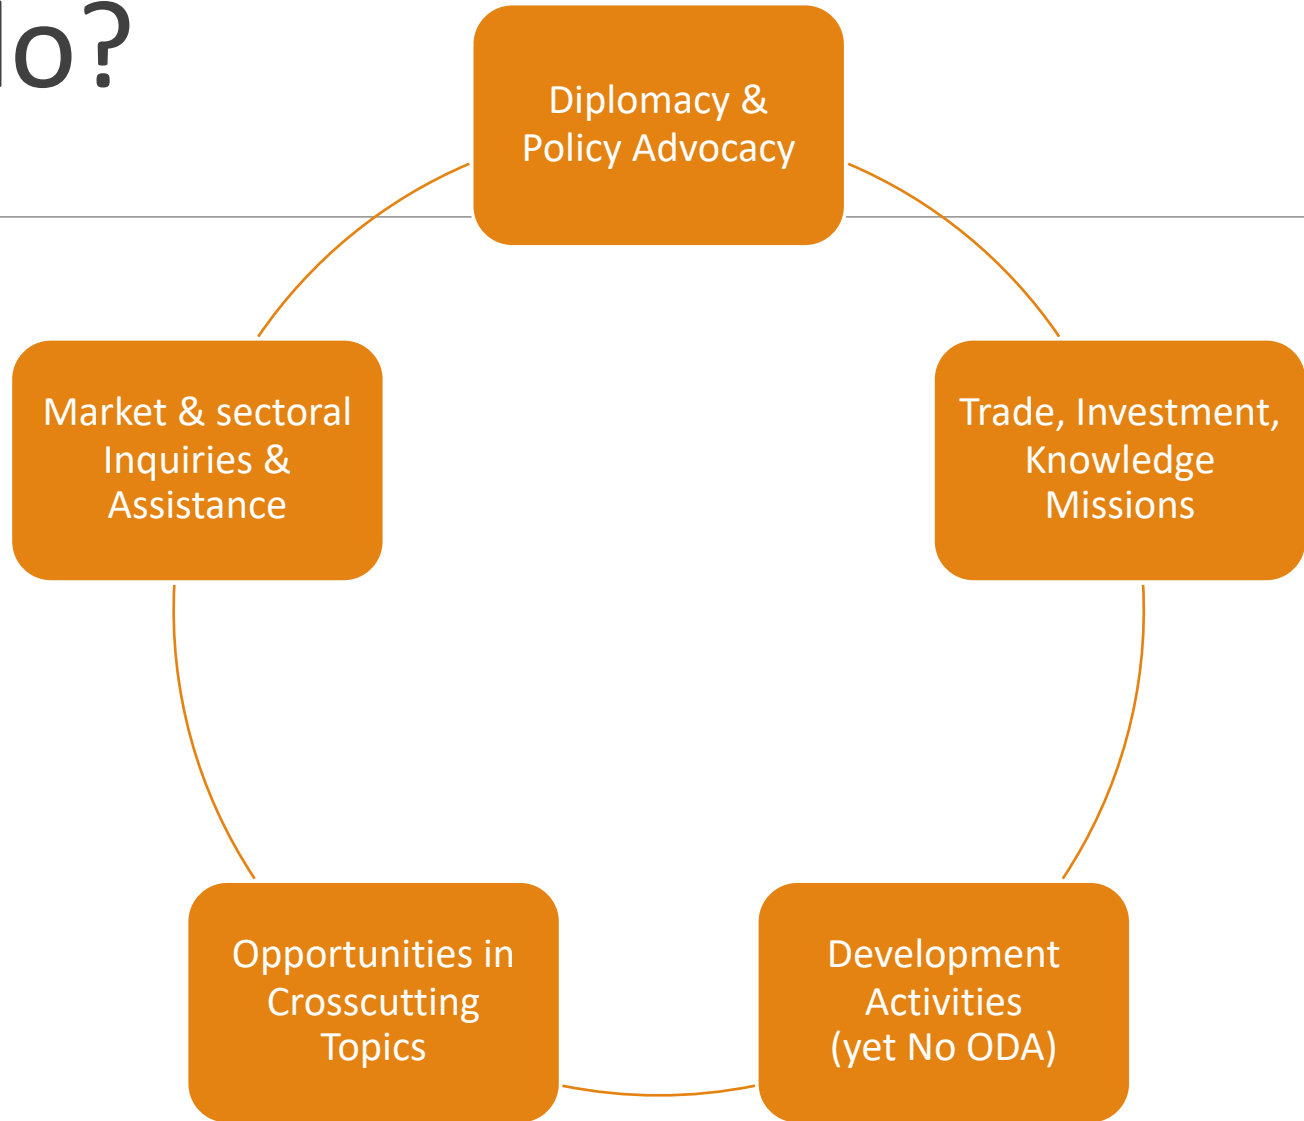 do?
Diplomacy &
Policy Advocacy
Trade, Investment,
Knowledge
Missions
Development
Activities
(yet No ODA)
Opportunities in
Crosscutting
Topics
Market & sectoral
Inquiries &
Assistance